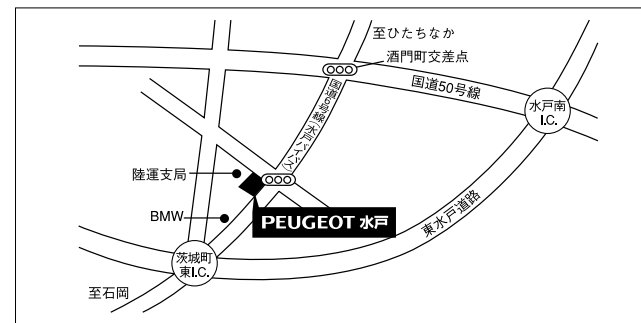 至ひたちなか
酒門町交差点
国道50号線
水戸南
I.C.
国道6号線(水戸バイパス)
陸運支局
BMW
PEUGEOT 水戸
東水戸道路
茨城町
東I.C.
至石岡